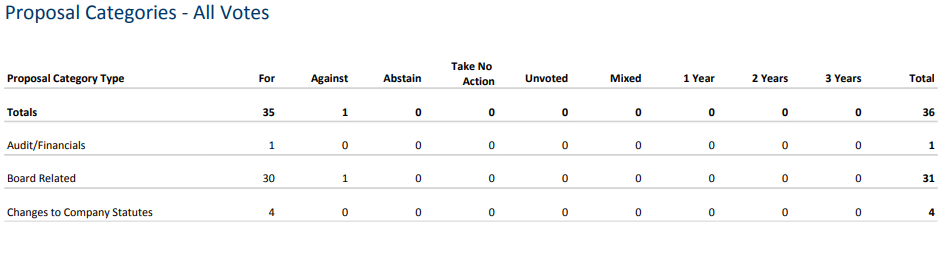 Proposal Categories - All Votes
Proposal Category Type For Against Abstain Take No Action Unvoted Mixed 1 Year 2 Years 3 Years Total
Totals 35 1 0 0 0 0 0 0 0 36
Audit/Financials 1 0 0 0 0 0 0 0 0 1
Board Related 30 1 0 0 0 0 0 0 0 31
Changes to Company Statutes 4 0 0 0 0 0 0 0 0 4